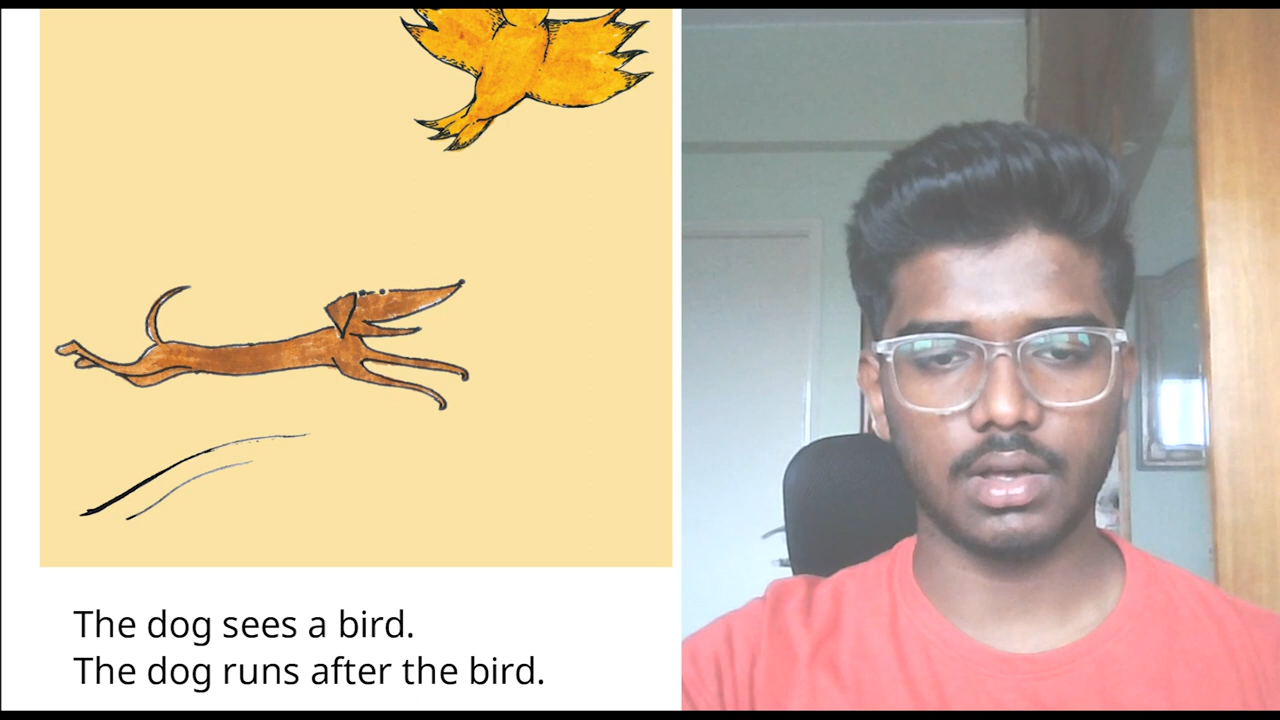 The dog sees a bird.
The dog runs after the bird.